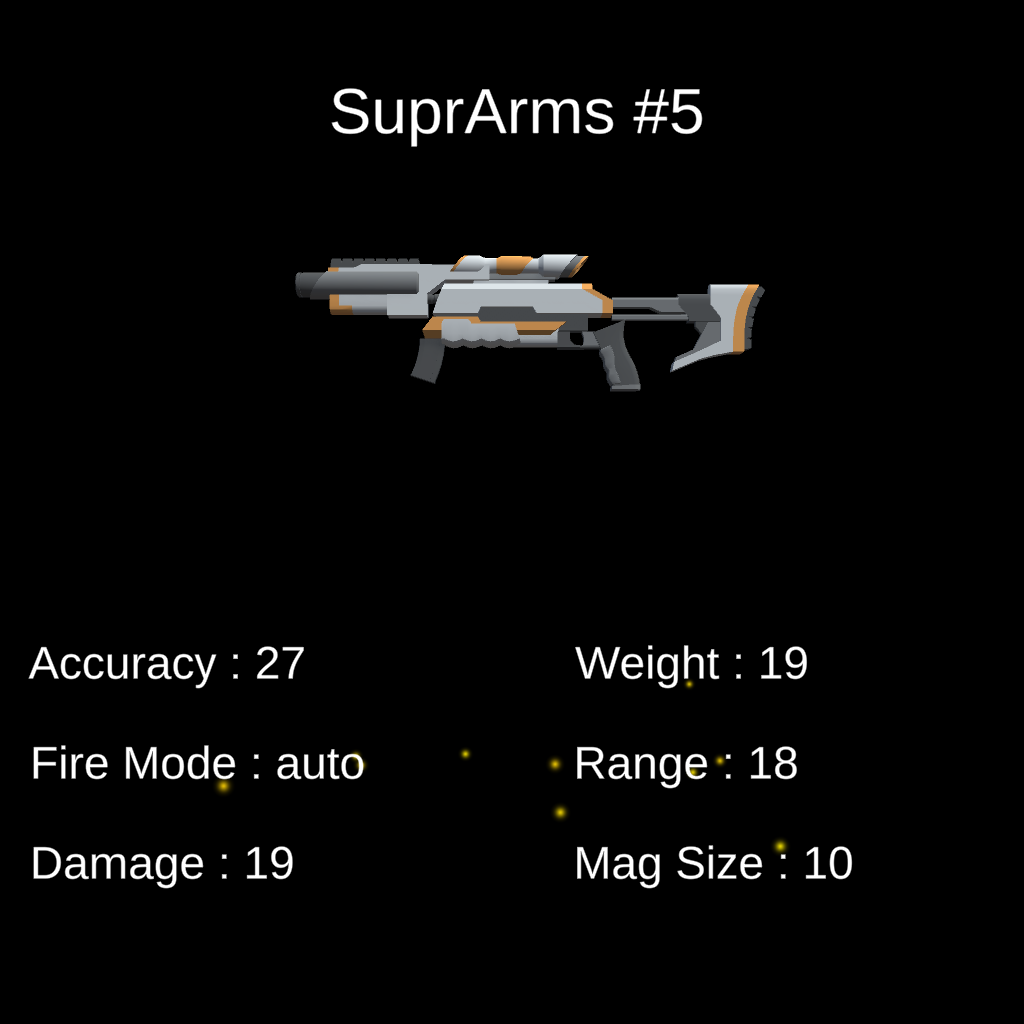 SuprArms #5
Accuracy : 27
Weight : 19
Fire Mode : auto
Range : 18
Damage : 19
Mag Size : 10